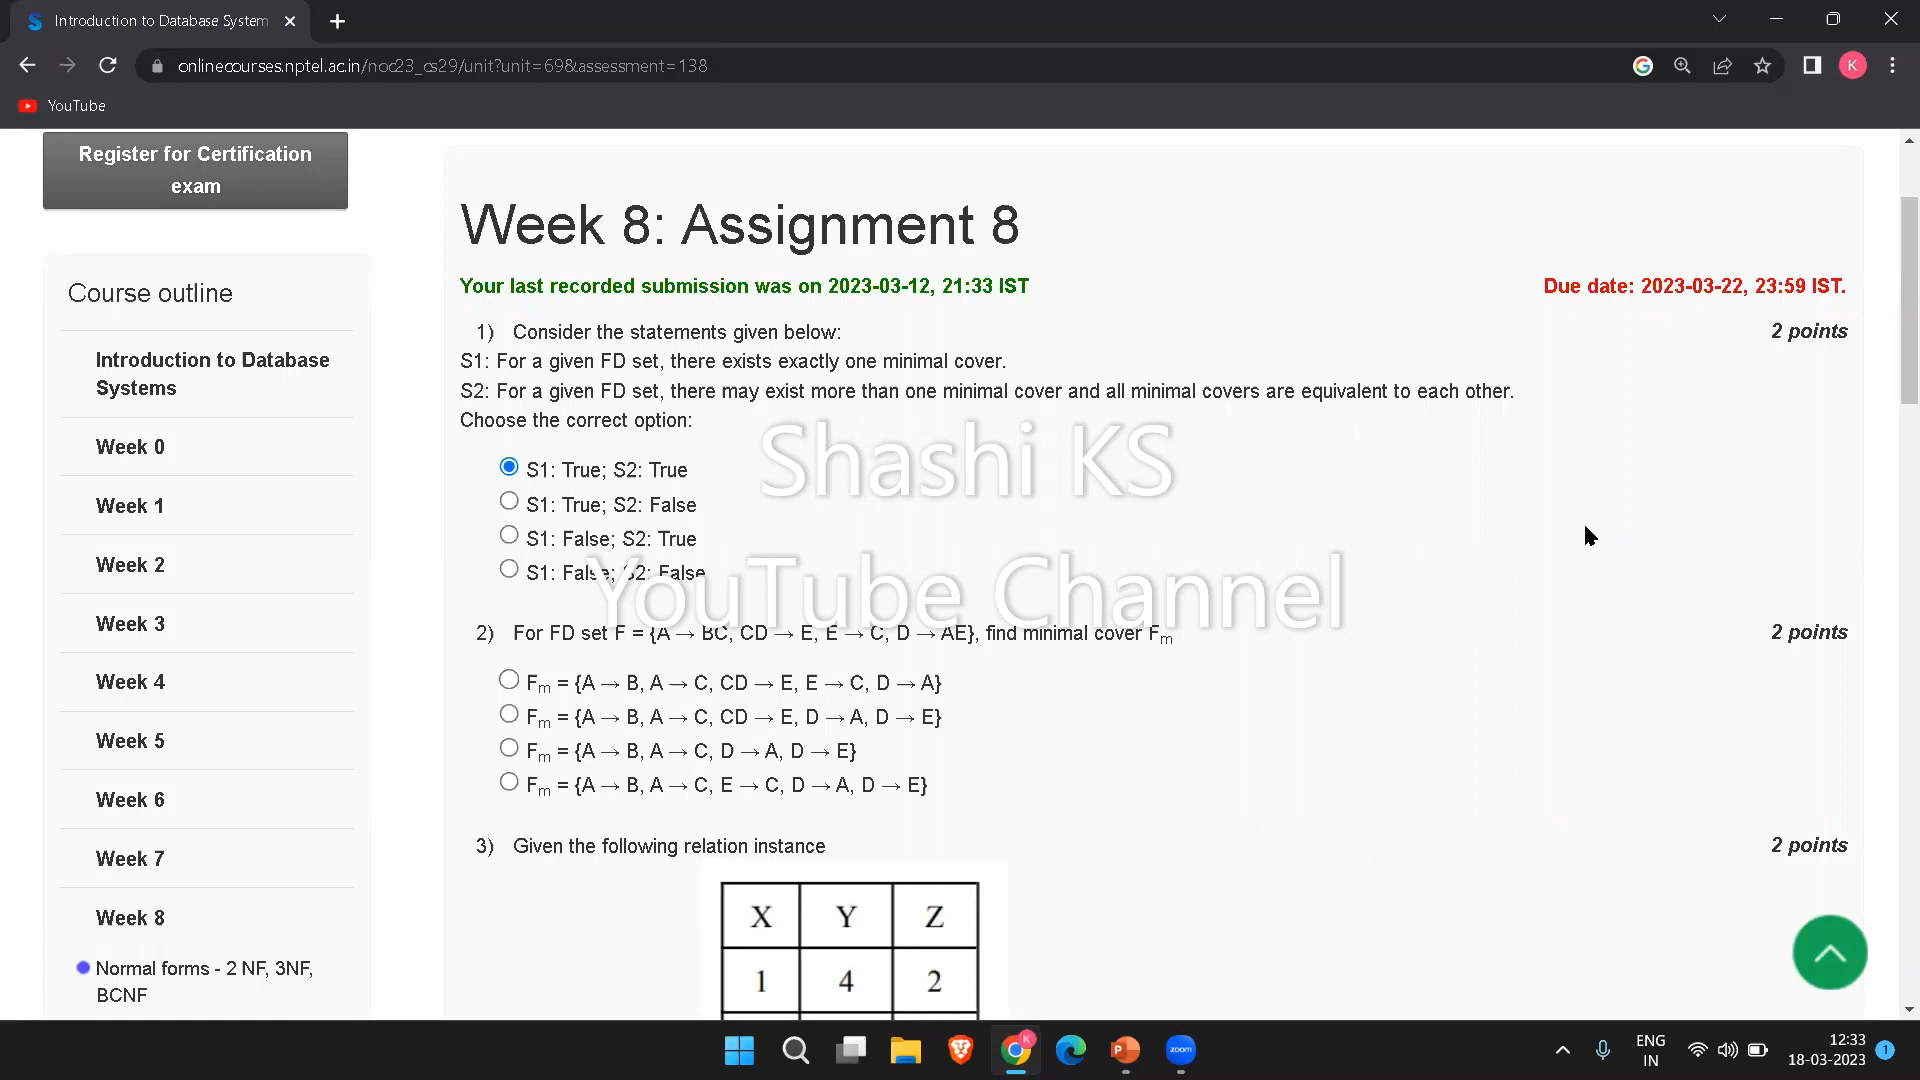 Introduction to Database System
onlinecourses.nptel.ac.in/noc23_cs29/unit?unit=69&assessment=138
K
YouTube
Register for Certification
exam
Course outline
Introduction to Database
Systems
Week 0
Week 1
Week 2
Week 3
Week 4
Week 5
Week 6
Week 7
Week 8
Normal forms - 2 NF, 3NF,
BCNF
Week 8: Assignment 8
Your last recorded submission was on 2023-03-12, 21:33 IST
Due date: 2023-03-22, 23:59 IST.
1) Consider the statements given below:
2 points
S1: For a given FD set, there exists exactly one minimal cover.
S2: For a given FD set, there may exist more than one minimal cover and all minimal covers are equivalent to each other.
Choose the correct option:
S1: True; S2: True
S1: True; S2: False
S1: False; S2: True
S1: False; S2: False
Shashi KS
YouTube Channel
2) For FD set F = {A → BC, CD → E, E → C, D → AE}, find minimal cover Fm
2 points
Fm = {A → B, A → C, CD → E, E → C, D → A}
Fm = {A → B, A → C, CD → E, D → A, D → E}
Fm = {A → B, A → C, D → A, D → E}
Fm = {A → B, A → C, E → C, D → A, D → E}
3) Given the following relation instance
2 points
X Y Z
1 4 2
K
P
zoom
ENG
IN
12:33
18-03-2023
1